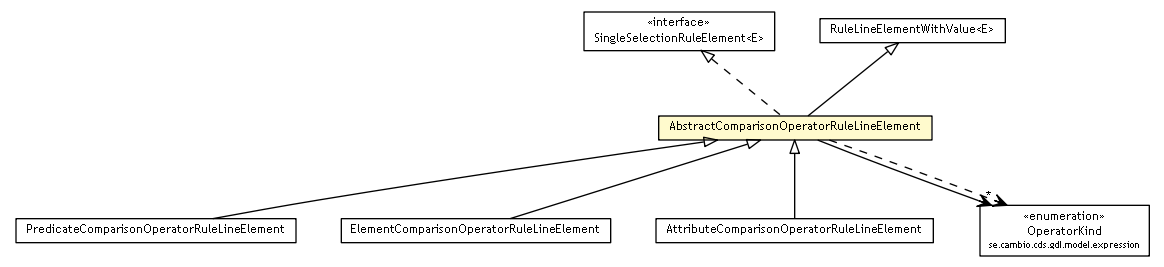 «interface»
SingleSelectionRuleElement<E>
RuleLineElementWithValue<E>
AbstractComparisonOperatorRuleLineElement
*
PredicateComparisonOperatorRuleLineElement
ElementComparisonOperatorRuleLineElement
AttributeComparisonOperatorRuleLineElement
«enumeration»
OperatorKind
se.cambio.cds.gdl.model.expression